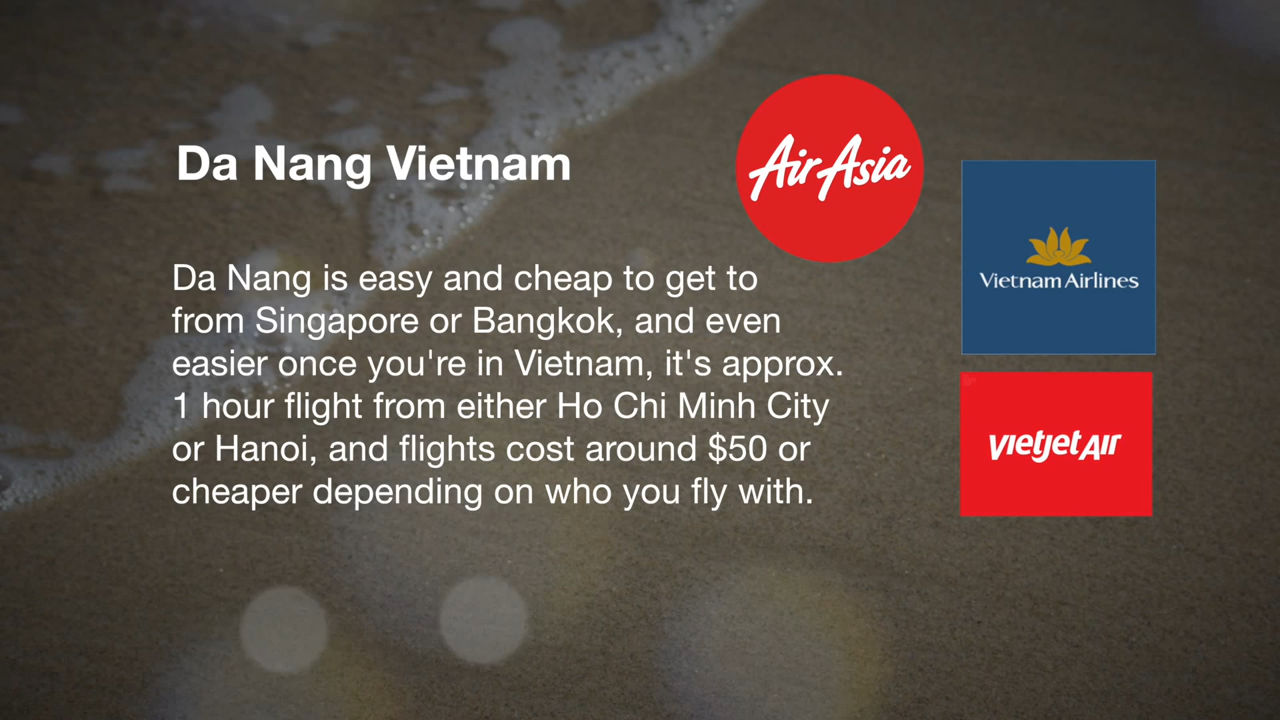 Da Nang Vietnam
Da Nang is easy and cheap to get to
from Singapore or Bangkok, and even
easier once you're in Vietnam, it's approx.
1 hour flight from either Ho Chi Minh City
or Hanoi, and flights cost around $50 or
cheaper depending on who you fly with.
AirAsia
Vietnam Airlines
vietjetAir